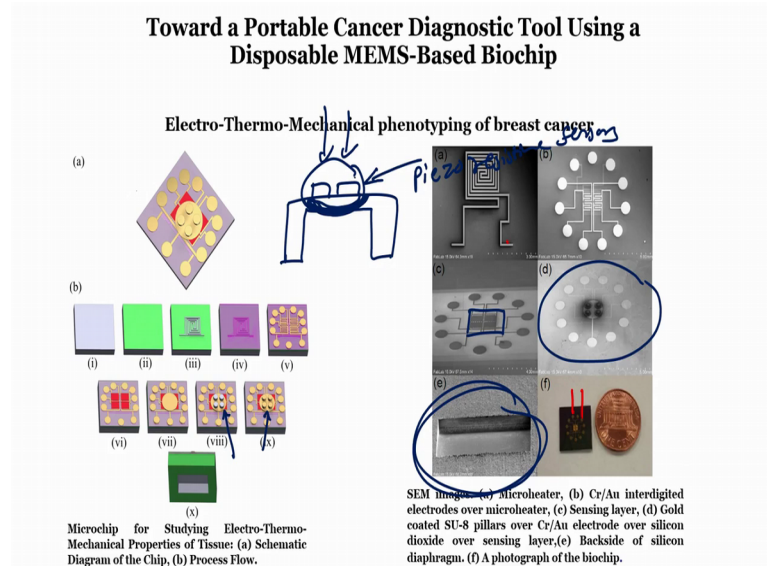 Toward a Portable Cancer Diagnostic Tool Using a
Disposable MEMS-Based Biochip
Electro-Thermo-Mechanical phenotyping of breast cancer
(a)
(b)
(i)
(ii)
(iii)
(iv)
(v)
(vi)
(vii)
(viii)
(x)
Microchip for Studying Electro-Thermo-
Mechanical Properties of Tissue: (a) Schematic
Diagram of the Chip, (b) Process Flow.
(a)
(b)
(c)
(d)
(e)
(f)
SEM images. (a) Microheater, (b) Cr/Au interdigited
electrodes over microheater, (c) Sensing layer, (d) Gold
coated SU-8 pillars over Cr/Au electrode over silicon
dioxide over sensing layer,(e) Backside of silicon
diaphragm. (f) A photograph of the biochip.